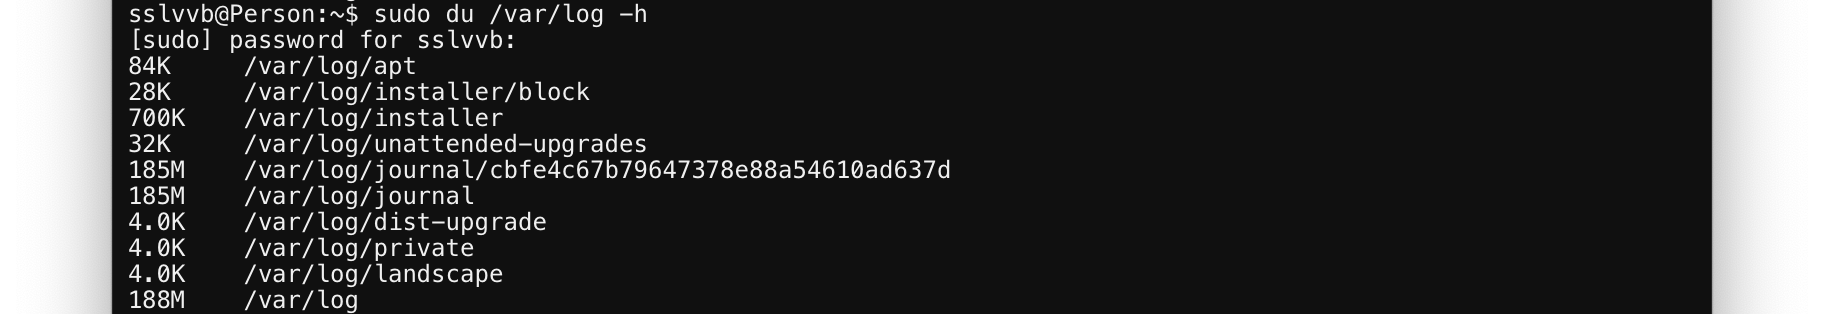 sslvvb@Person:~$ sudo du /var/log -h
[sudo] password for sslvvb:
84K     /var/log/apt
28K     /var/log/installer/block
700K    /var/log/installer
32K     /var/log/unattended-upgrades
185M    /var/log/journal/cbfe4c67b79647378e88a54610ad637d
185M    /var/log/journal
4.0K    /var/log/dist-upgrade
4.0K    /var/log/private
4.0K    /var/log/landscape
188M    /var/log